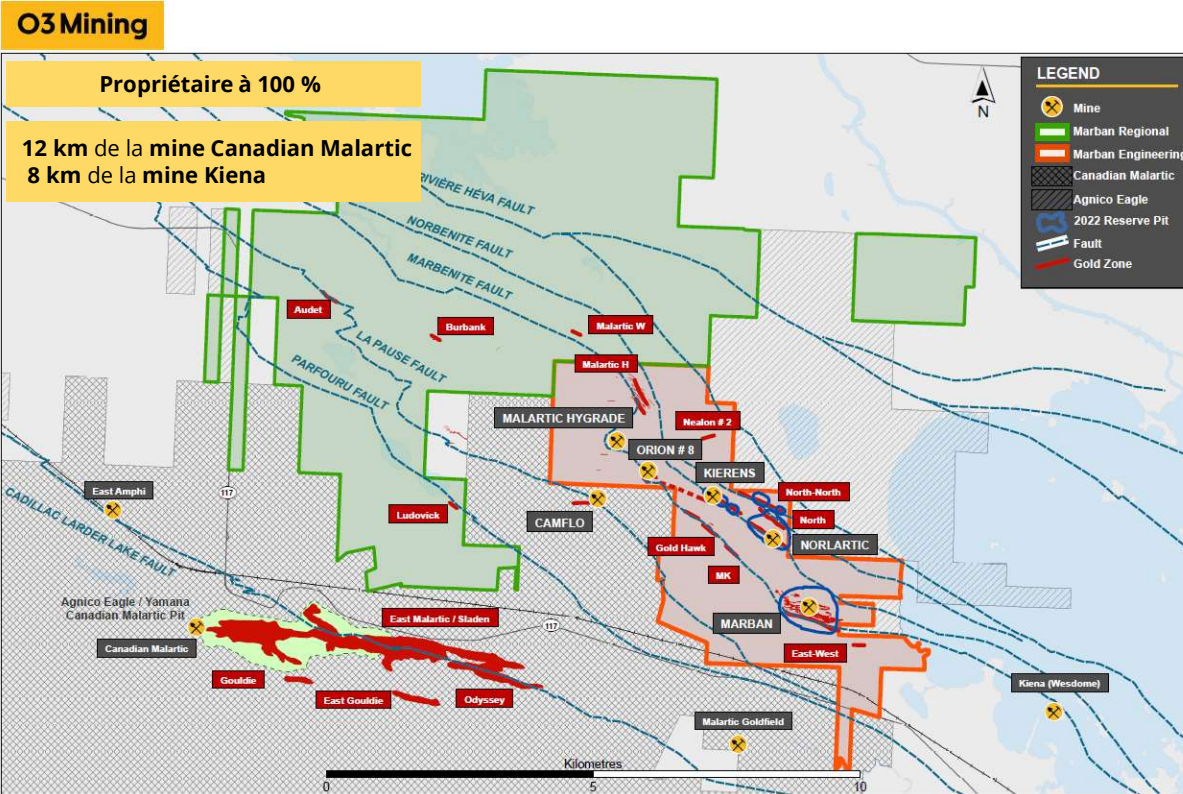 O3 Mining
Propriétaire à 100 %
12 km de la mine Canadian Malartic
8 km de la mine Kiena
N
LEGEND
Mine
Marban Regional
Marban Engineering
Canadian Malartic
Agnico Eagle
2022 Reserve Pit
Fault
Gold Zone
RIVIÈRE HÉVA FAULT
NORBENITE FAULT
MARBENITE FAULT
Audet
Burbank
Malartic W
LA PAUSE FAULT
PARFOURU FAULT
Malartic H
MALARTIC HYGRADE
Nealon # 2
ORION # 8
KIERENS
East Amphi
117
North-North
Ludovick
CAMFLO
North
CADILLAC LARDER LAKE FAULT
Gold Hawk
NORLARTIC
MK
Agnico Eagle / Yamana
Canadian Malartic Pit
East Malartic / Sladen
117
MARBAN
Canadian Malartic
East-West
Gouldie
East Gouldie
Odyssey
Kiena (Wesdome)
Malartic Goldfield
Kilometres
0
5
10